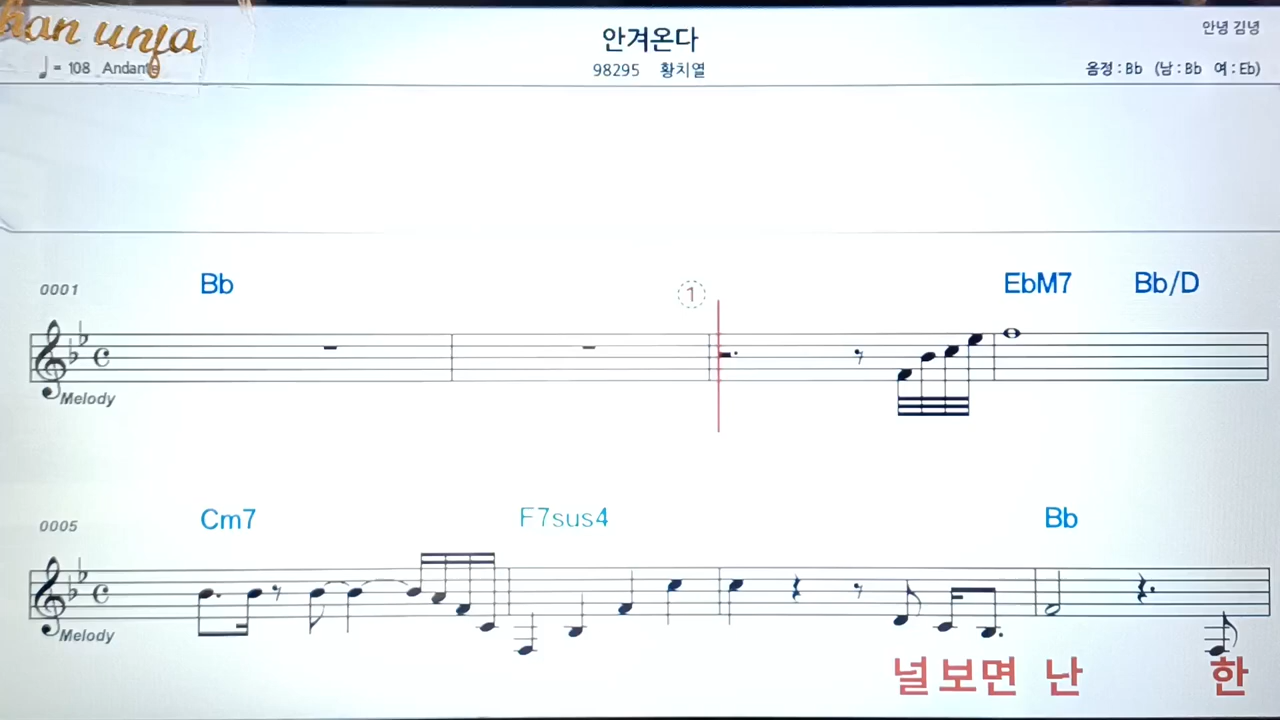 han unja
안겨온다
안녕 김녕
♩= 108 Andante
98295 황치열
음정 : Bb (남 : Bb 여 : Eb)
0001
Bb
1
EbM7
Bb/D
Melody
0005
Cm7
F7sus4
Bb
Melody
널보면 난 한